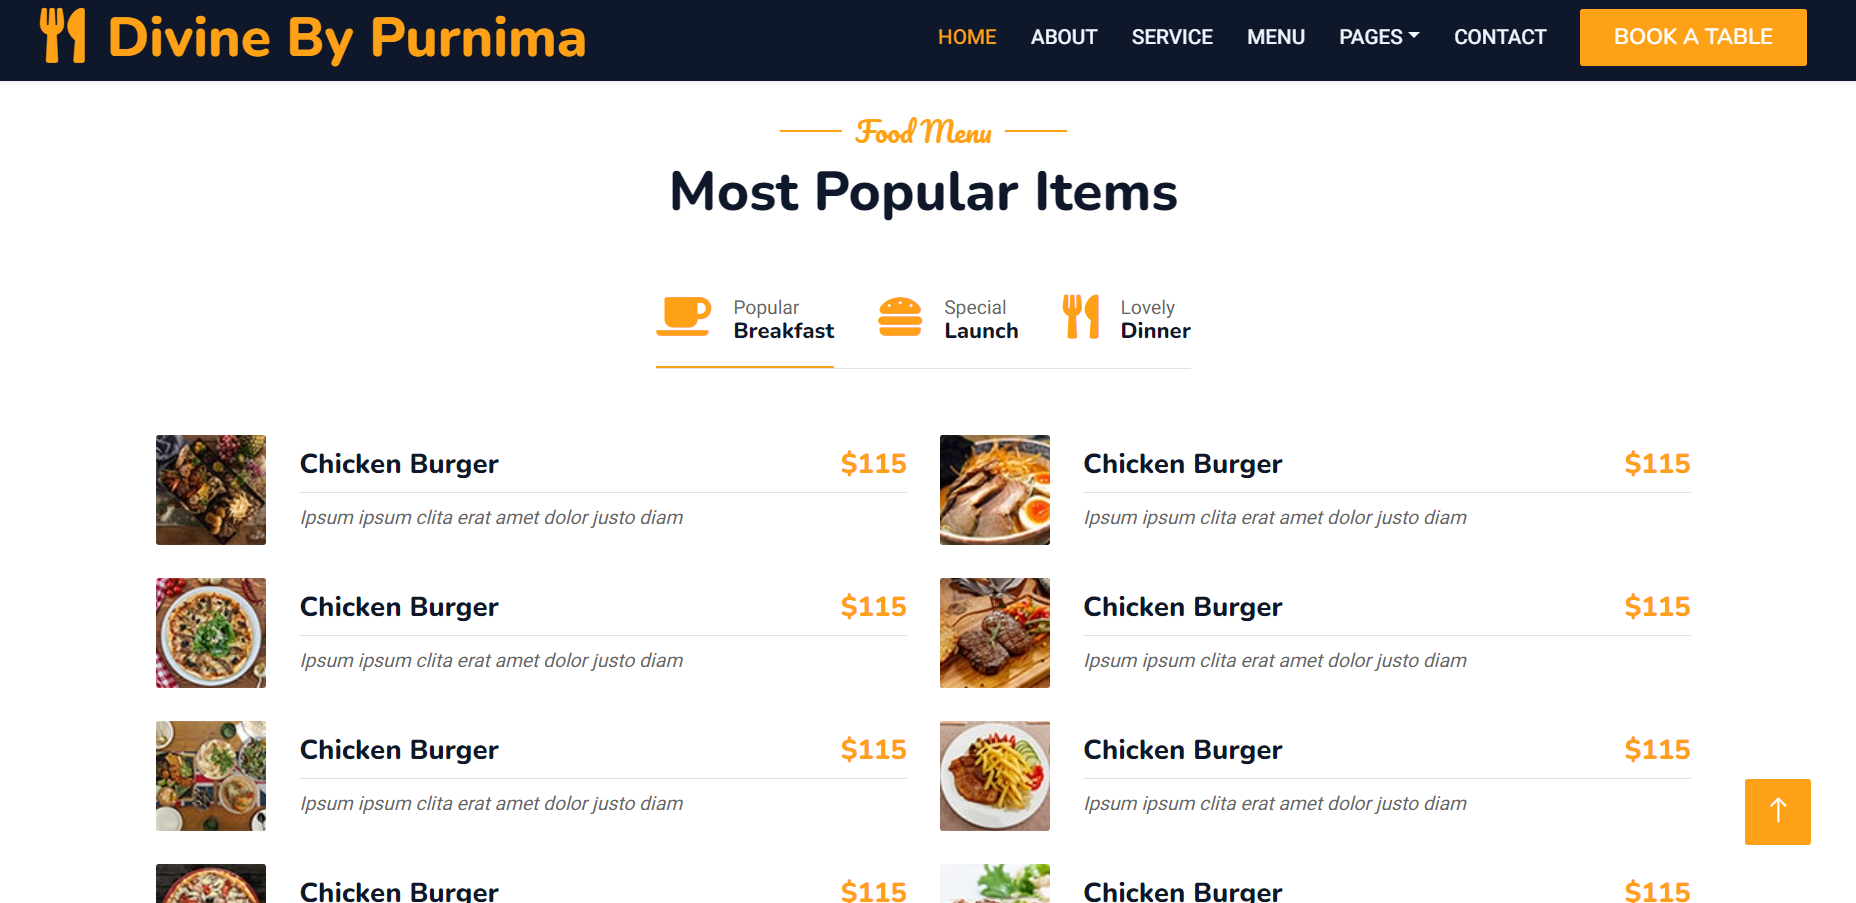 Divine By Purnima
HOME ABOUT SERVICE MENU PAGES CONTACT BOOK A TABLE
Food Menu
Most Popular Items
Popular
Breakfast
Special
Launch
Lovely
Dinner
Chicken Burger $115
Ipsum ipsum clita erat amet dolor justo diam
Chicken Burger $115
Ipsum ipsum clita erat amet dolor justo diam
Chicken Burger $115
Ipsum ipsum clita erat amet dolor justo diam
Chicken Burger $115
Ipsum ipsum clita erat amet dolor justo diam
Chicken Burger $115
Ipsum ipsum clita erat amet dolor justo diam
Chicken Burger $115
Ipsum ipsum clita erat amet dolor justo diam
Chicken Burger $115
Chicken Burger $115